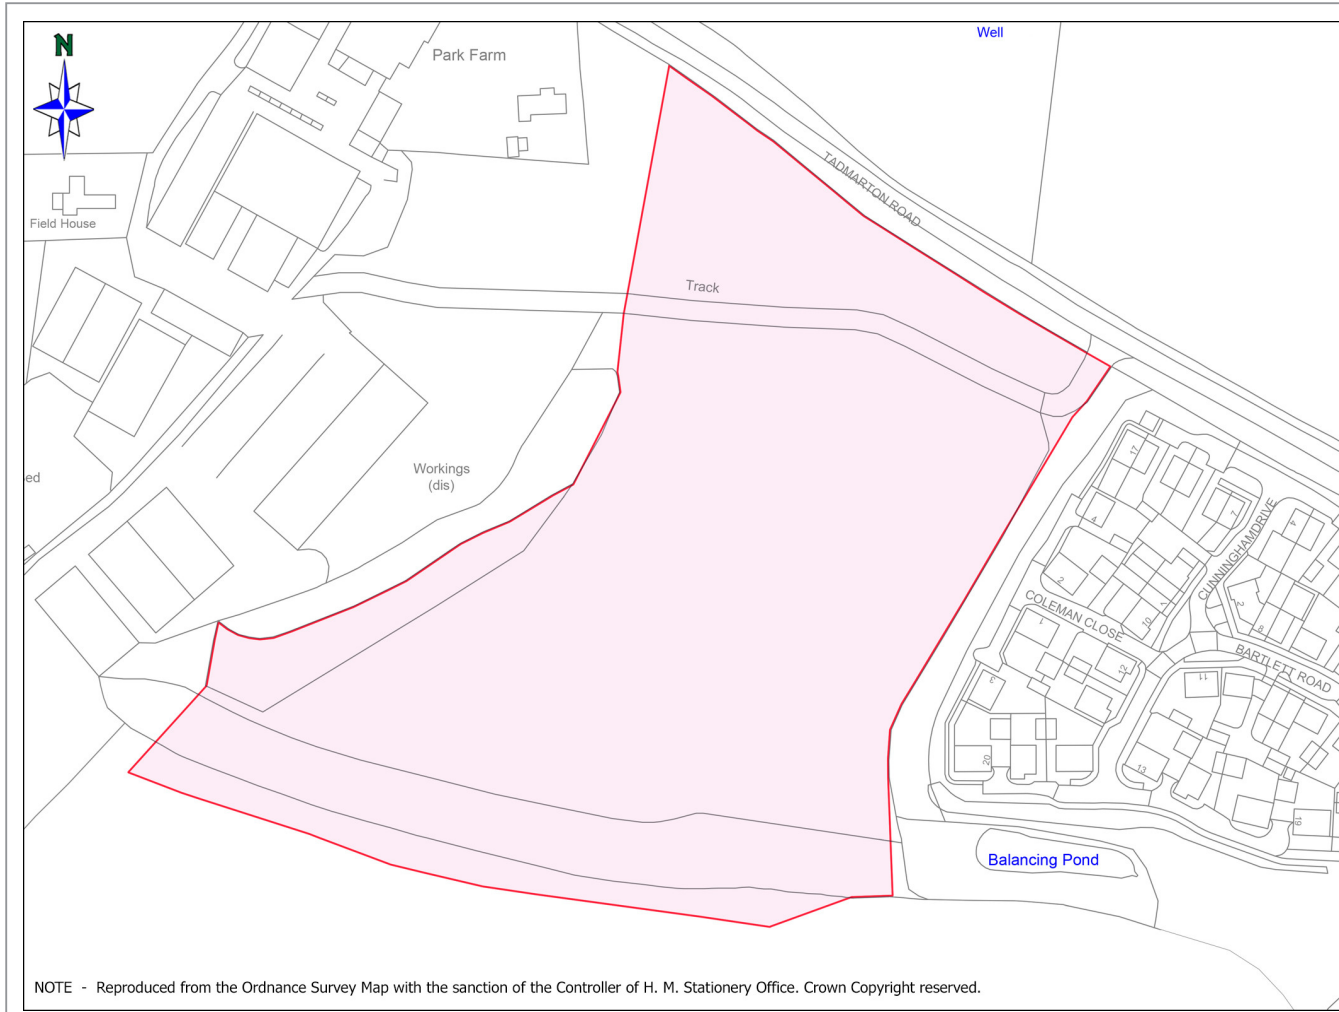 N
Well
Park Farm
TADMARTON ROAD
Field House
Track
Workings
(dis)
ed
17
4
7
4
CUNNINGHAMDRIVE
2
1
10
2
8
COLEMAN CLOSE
1
12
BARTLETT ROAD
3
11
20
13
19
Balancing Pond
NOTE - Reproduced from the Ordnance Survey Map with the sanction of the Controller of H. M. Stationery Office. Crown Copyright reserved.